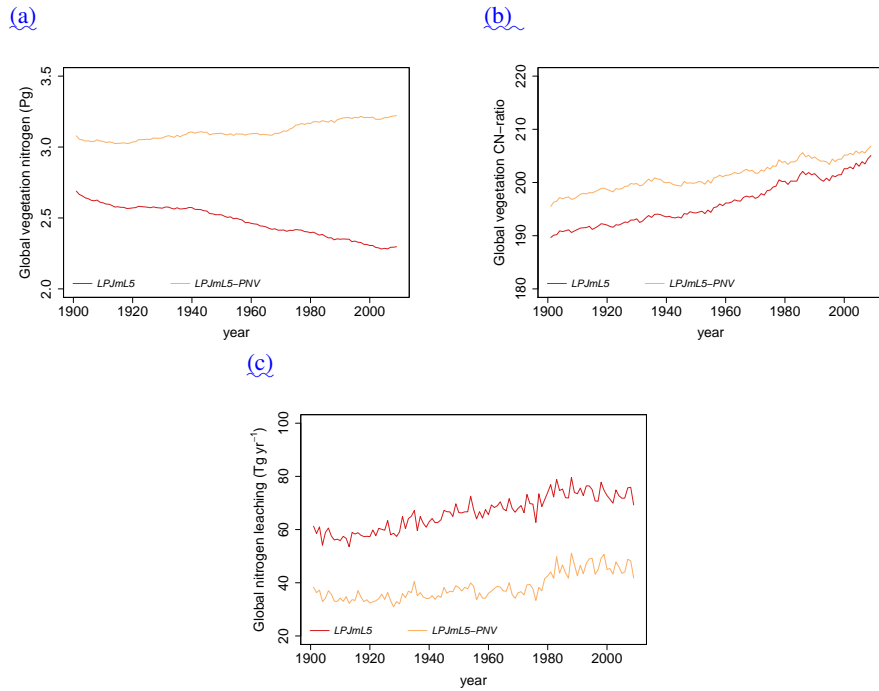 (a)
(b)
Global vegetation nitrogen (Pg)
3.5
3.0
2.5
2.0
LPJmL5
LPJmL5−PNV
1900 1920 1940 1960 1980 2000
year
Global vegetation CN−ratio
220
210
200
190
180
LPJmL5
LPJmL5−PNV
1900 1920 1940 1960 1980 2000
year
(c)
Global nitrogen leaching (Tg yr⁻¹)
100
80
60
40
20
LPJmL5
LPJmL5−PNV
1900 1920 1940 1960 1980 2000
year